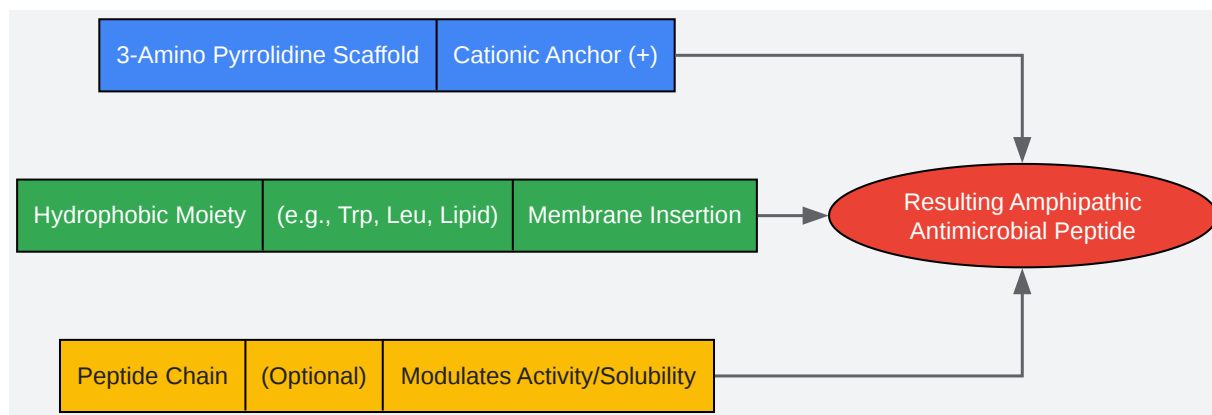 3-Amino Pyrrolidine Scaffold
Cationic Anchor (+)
Hydrophobic Moiety
(e.g., Trp, Leu, Lipid)
Membrane Insertion
Resulting Amphipathic
Antimicrobial Peptide
Peptide Chain
(Optional)
Modulates Activity/Solubility